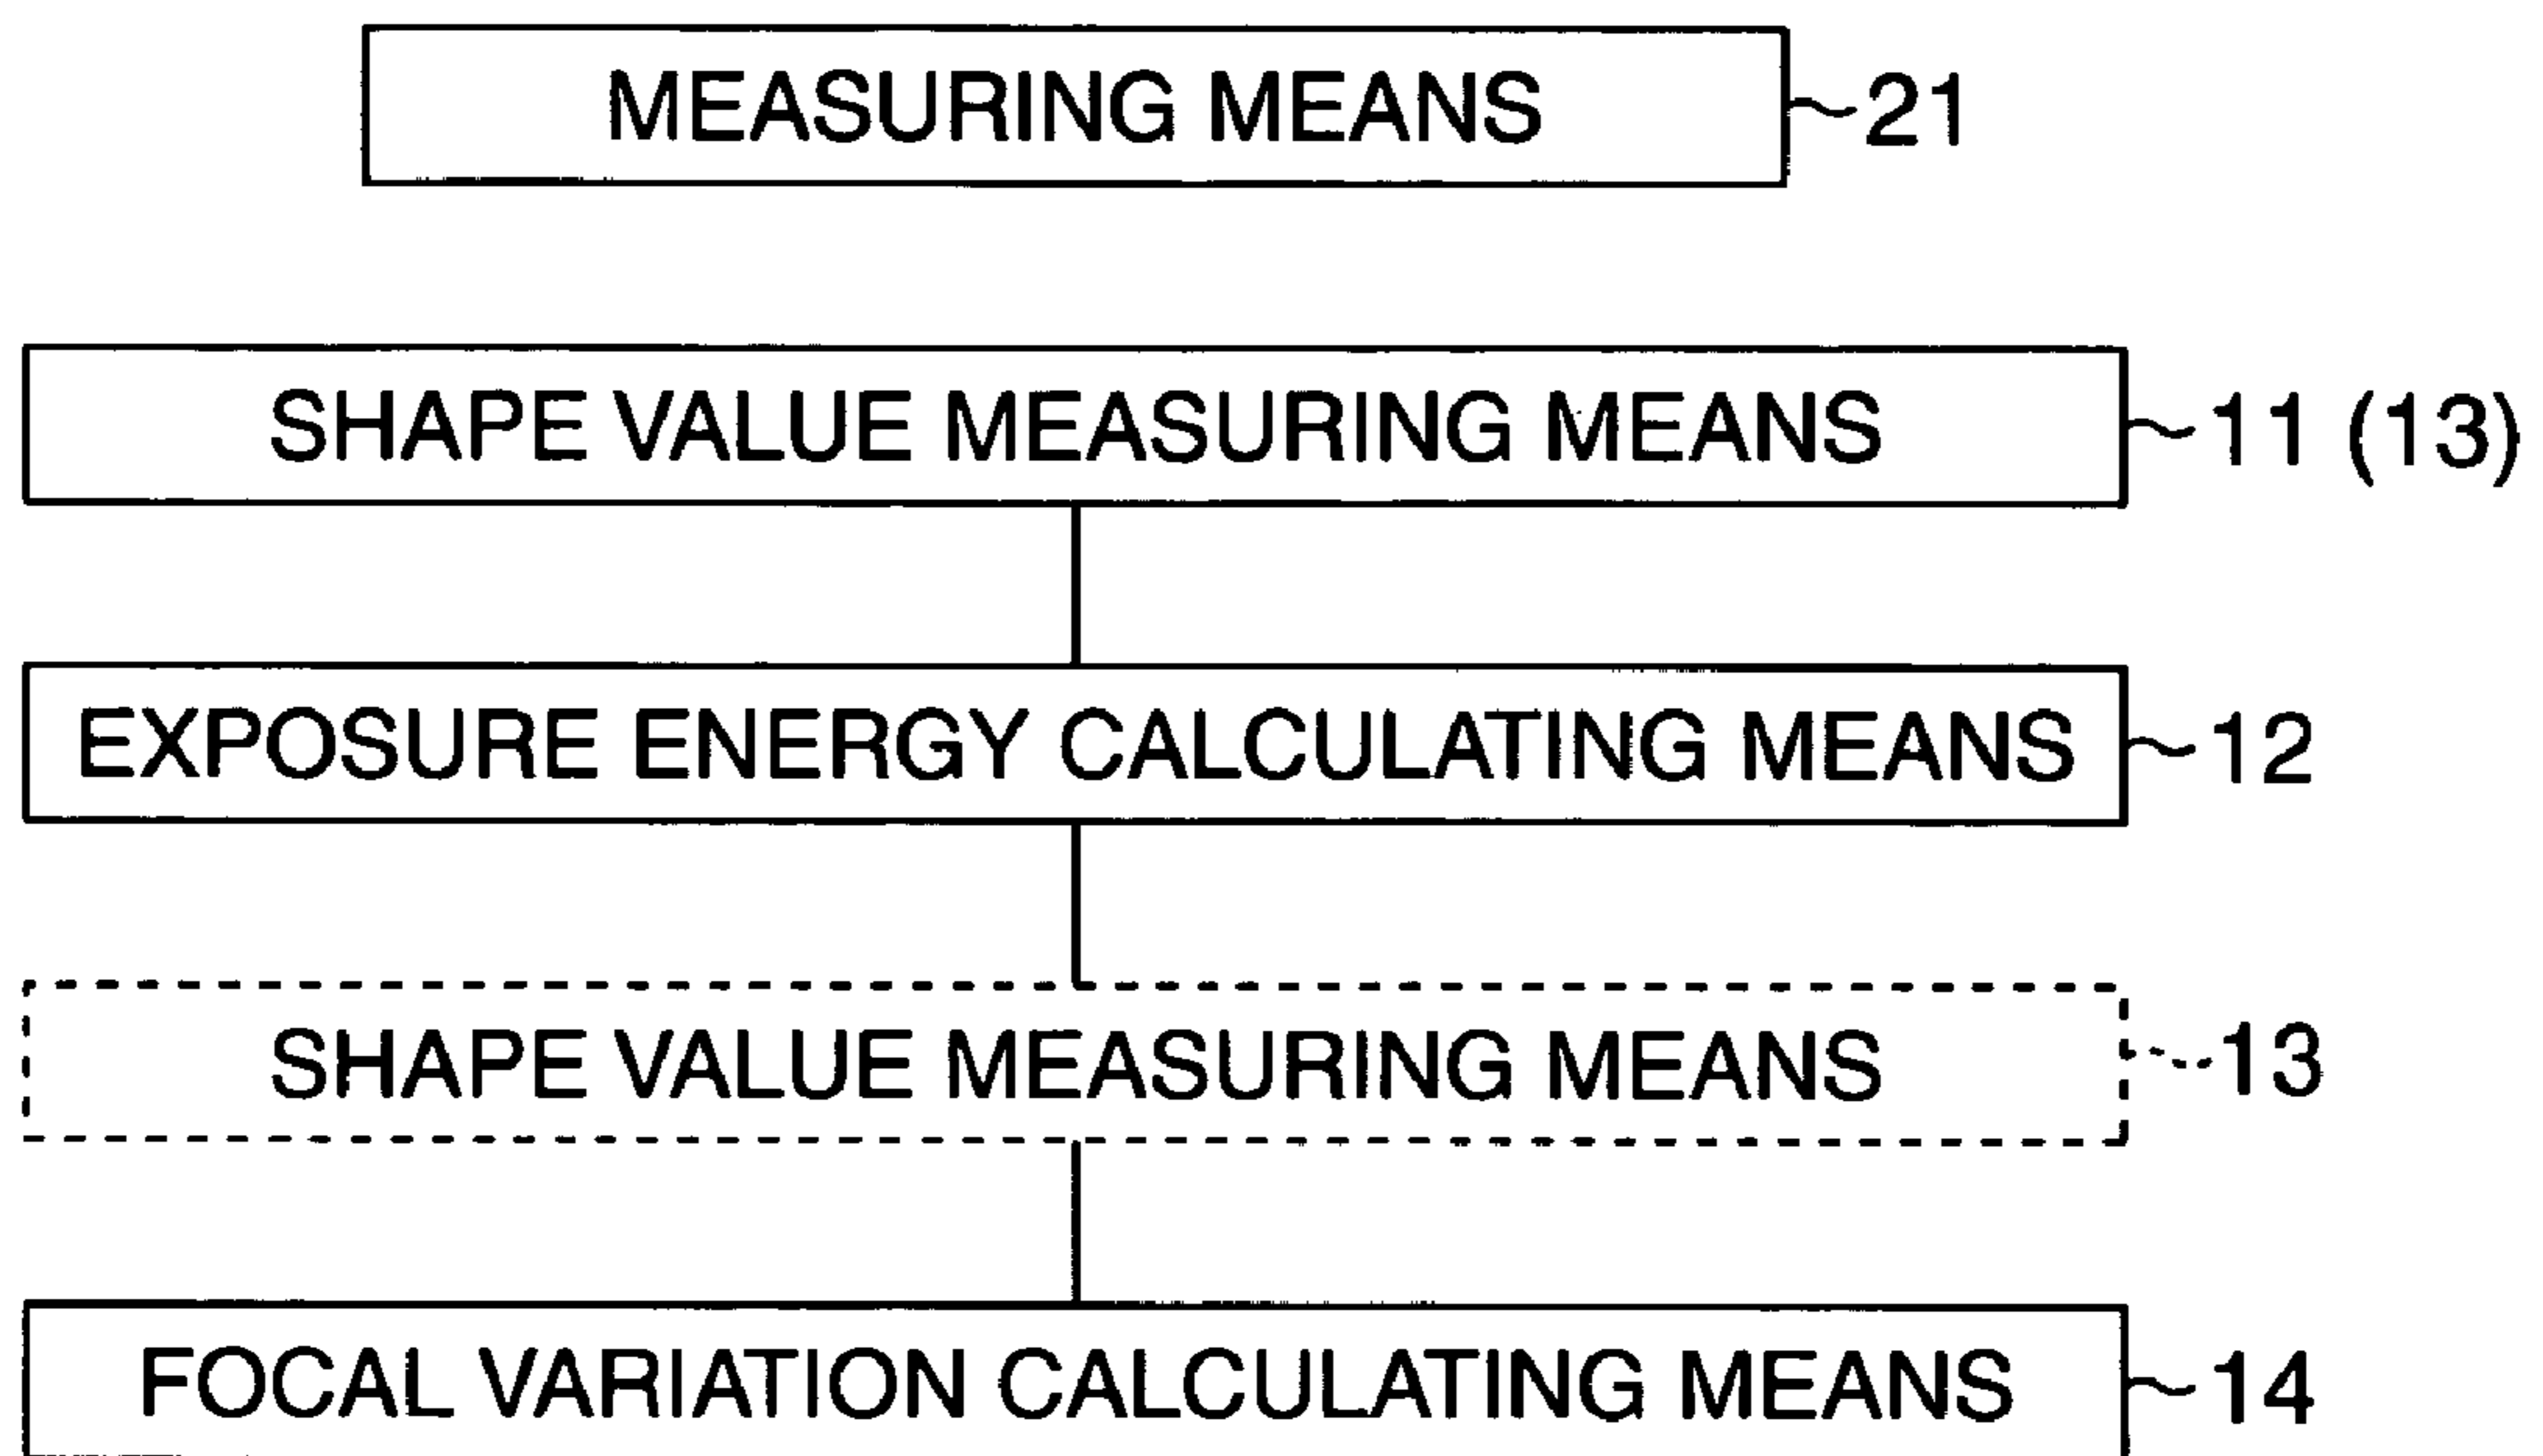 MEASURING MEANS 21
SHAPE VALUE MEASURING MEANS 11 (13)
EXPOSURE ENERGY CALCULATING MEANS 12
SHAPE VALUE MEASURING MEANS 13
FOCAL VARIATION CALCULATING MEANS 14